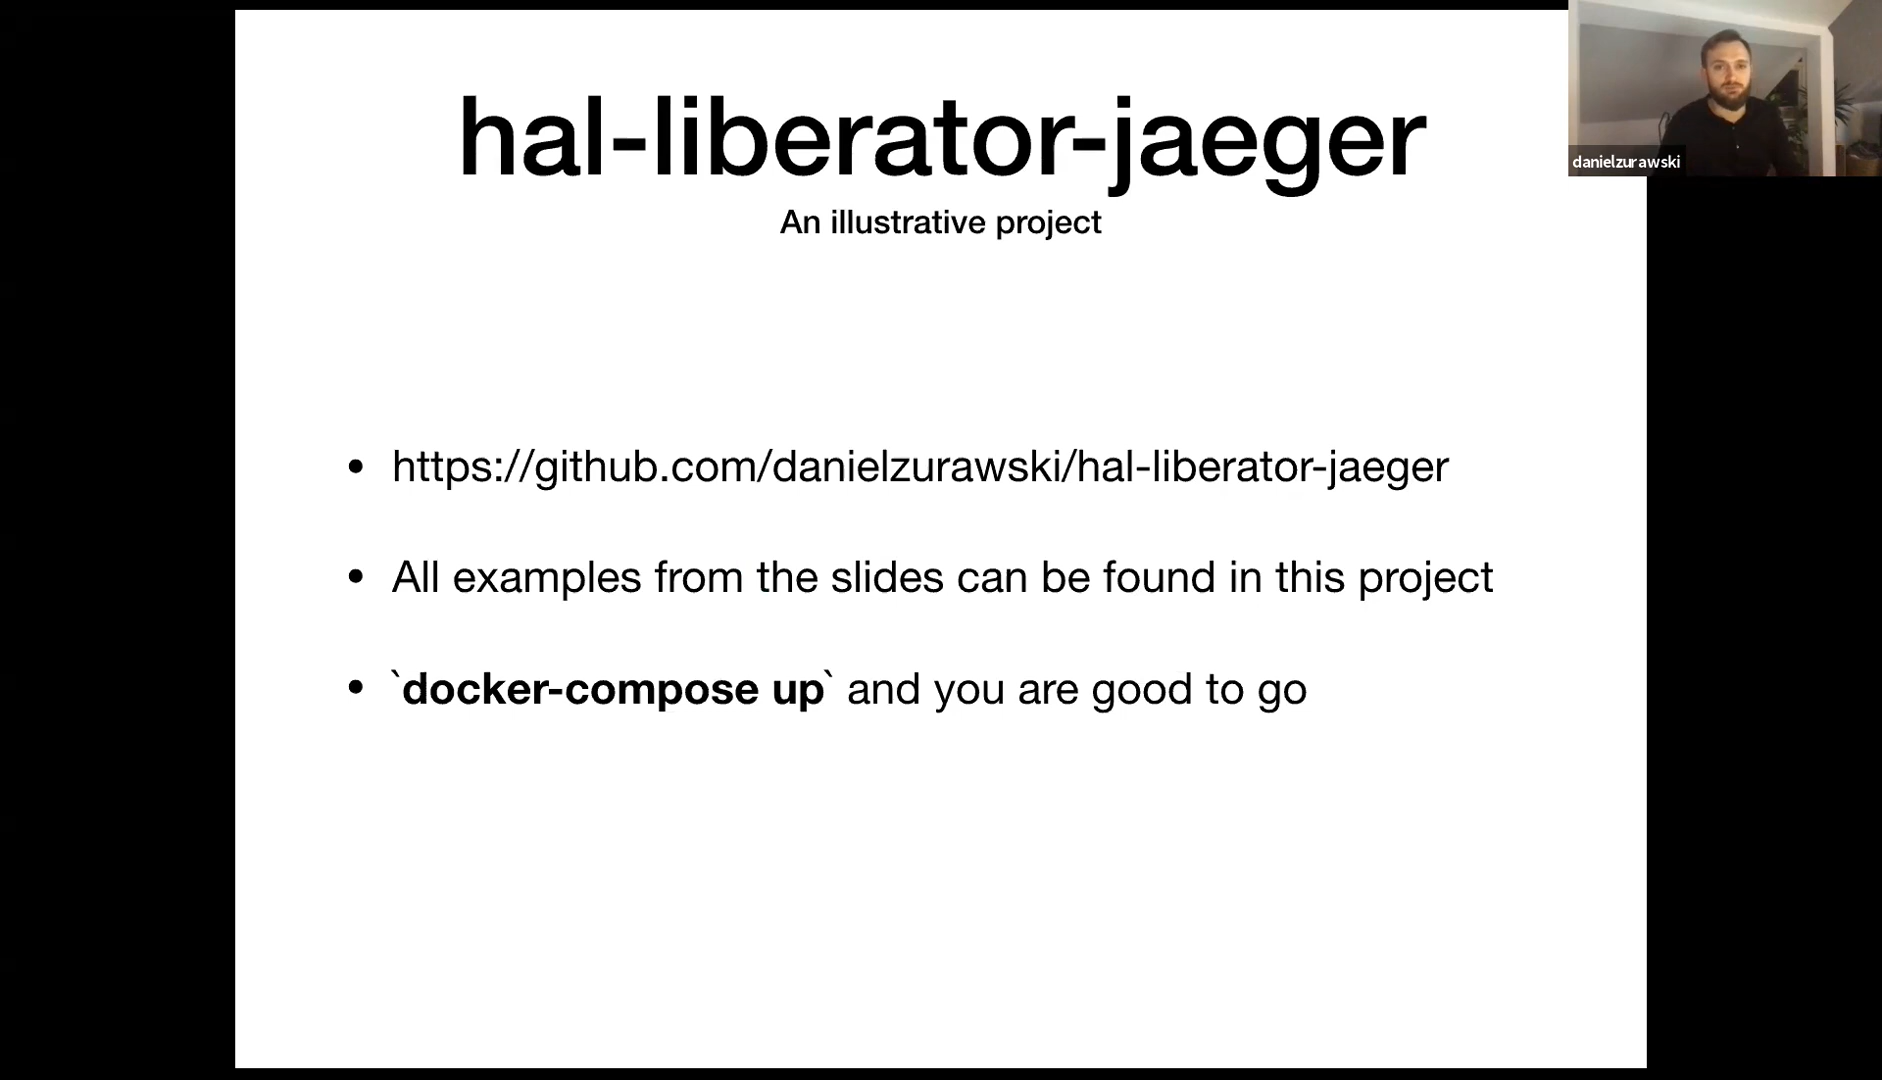 hal-liberator-jaeger
An illustrative project
danielzurawski
• https://github.com/danielzurawski/hal-liberator-jaeger
• All examples from the slides can be found in this project
• `docker-compose up` and you are good to go